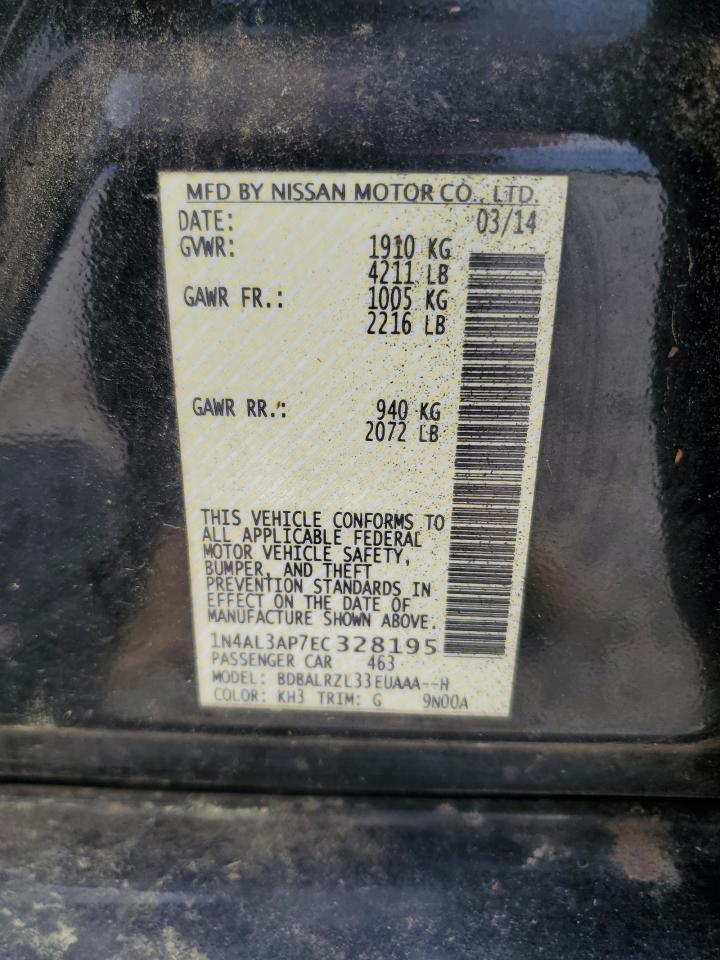 MFD BY NISSAN MOTOR CO., LTD.
DATE: 03/14
GVWR: 1910 KG
4211 LB
GAWR FR.: 1005 KG
2216 LB
GAWR RR.: 940 KG
2072 LB
THIS VEHICLE CONFORMS TO
ALL APPLICABLE FEDERAL
MOTOR VEHICLE SAFETY,
BUMPER, AND THEFT
PREVENTION STANDARDS IN
EFFECT ON THE DATE OF
MANUFACTURE SHOWN ABOVE.
1N4AL3AP7EC328195
PASSENGER CAR 463
MODEL: BDBALRZL33EUAAA--H
COLOR: KH3 TRIM: G 9N00A